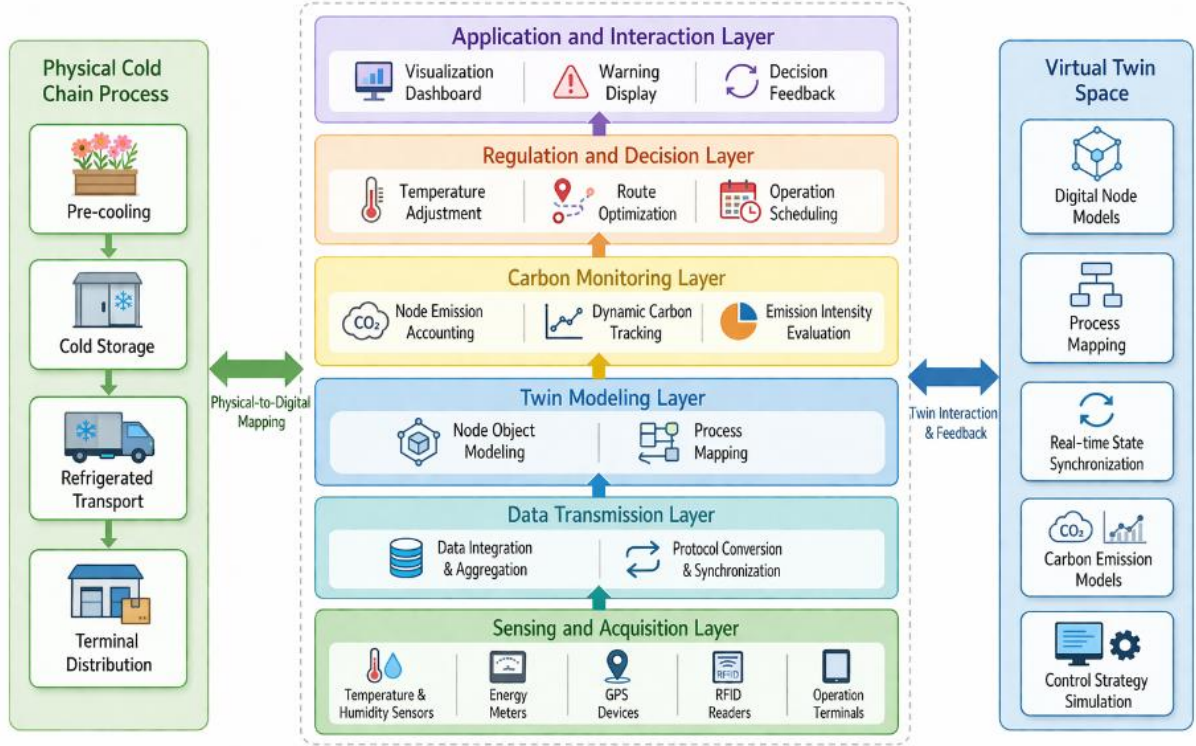 Physical Cold
Chain Process
Pre-cooling
Cold Storage
Refrigerated
Transport
Terminal
Distribution
Physical-to-Digital
Mapping
Application and Interaction Layer
Visualization
Dashboard
Warning
Display
Decision
Feedback
Regulation and Decision Layer
Temperature
Adjustment
Route
Optimization
Operation
Scheduling
Carbon Monitoring Layer
CO₂
Node Emission
Accounting
Dynamic Carbon
Tracking
Emission Intensity
Evaluation
Twin Modeling Layer
Node Object
Modeling
Process
Mapping
Data Transmission Layer
Data Integration
& Aggregation
Protocol Conversion
& Synchronization
Sensing and Acquisition Layer
Temperature &
Humidity Sensors
Energy
Meters
GPS
Devices
RFID
Readers
Operation
Terminals
Twin Interaction
& Feedback
Virtual Twin
Space
Digital Node
Models
Process
Mapping
Real-time State
Synchronization
CO₂
Carbon Emission
Models
Control Strategy
Simulation